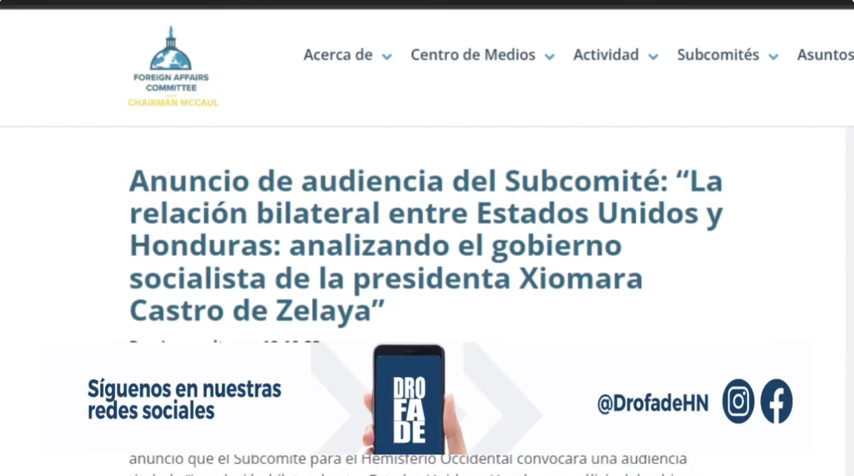 FOREIGN AFFAIRS
COMMITTEE
CHAIRMAN MCCAUL
Acerca de Centro de Medios Actividad Subcomités Asuntos
Anuncio de audiencia del Subcomité: “La
relación bilateral entre Estados Unidos y
Honduras: analizando el gobierno
socialista de la presidenta Xiomara
Castro de Zelaya”
Síguenos en nuestras
redes sociales
DRO
FA
DE
@DrofadeHN
anunció que el Subcomité para el Hemisferio Occidental convocará una audiencia